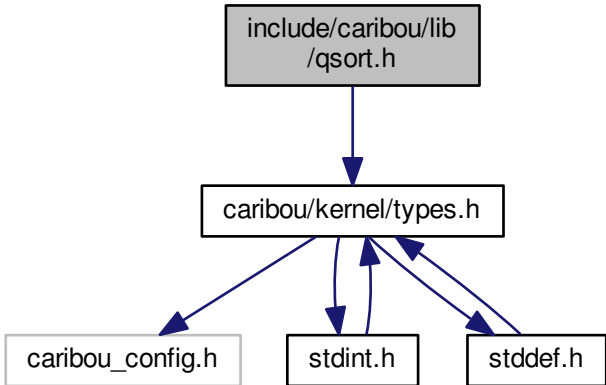 include/caribou/lib
/qsort.h
caribou/kernel/types.h
caribou_config.h
stdint.h
stddef.h